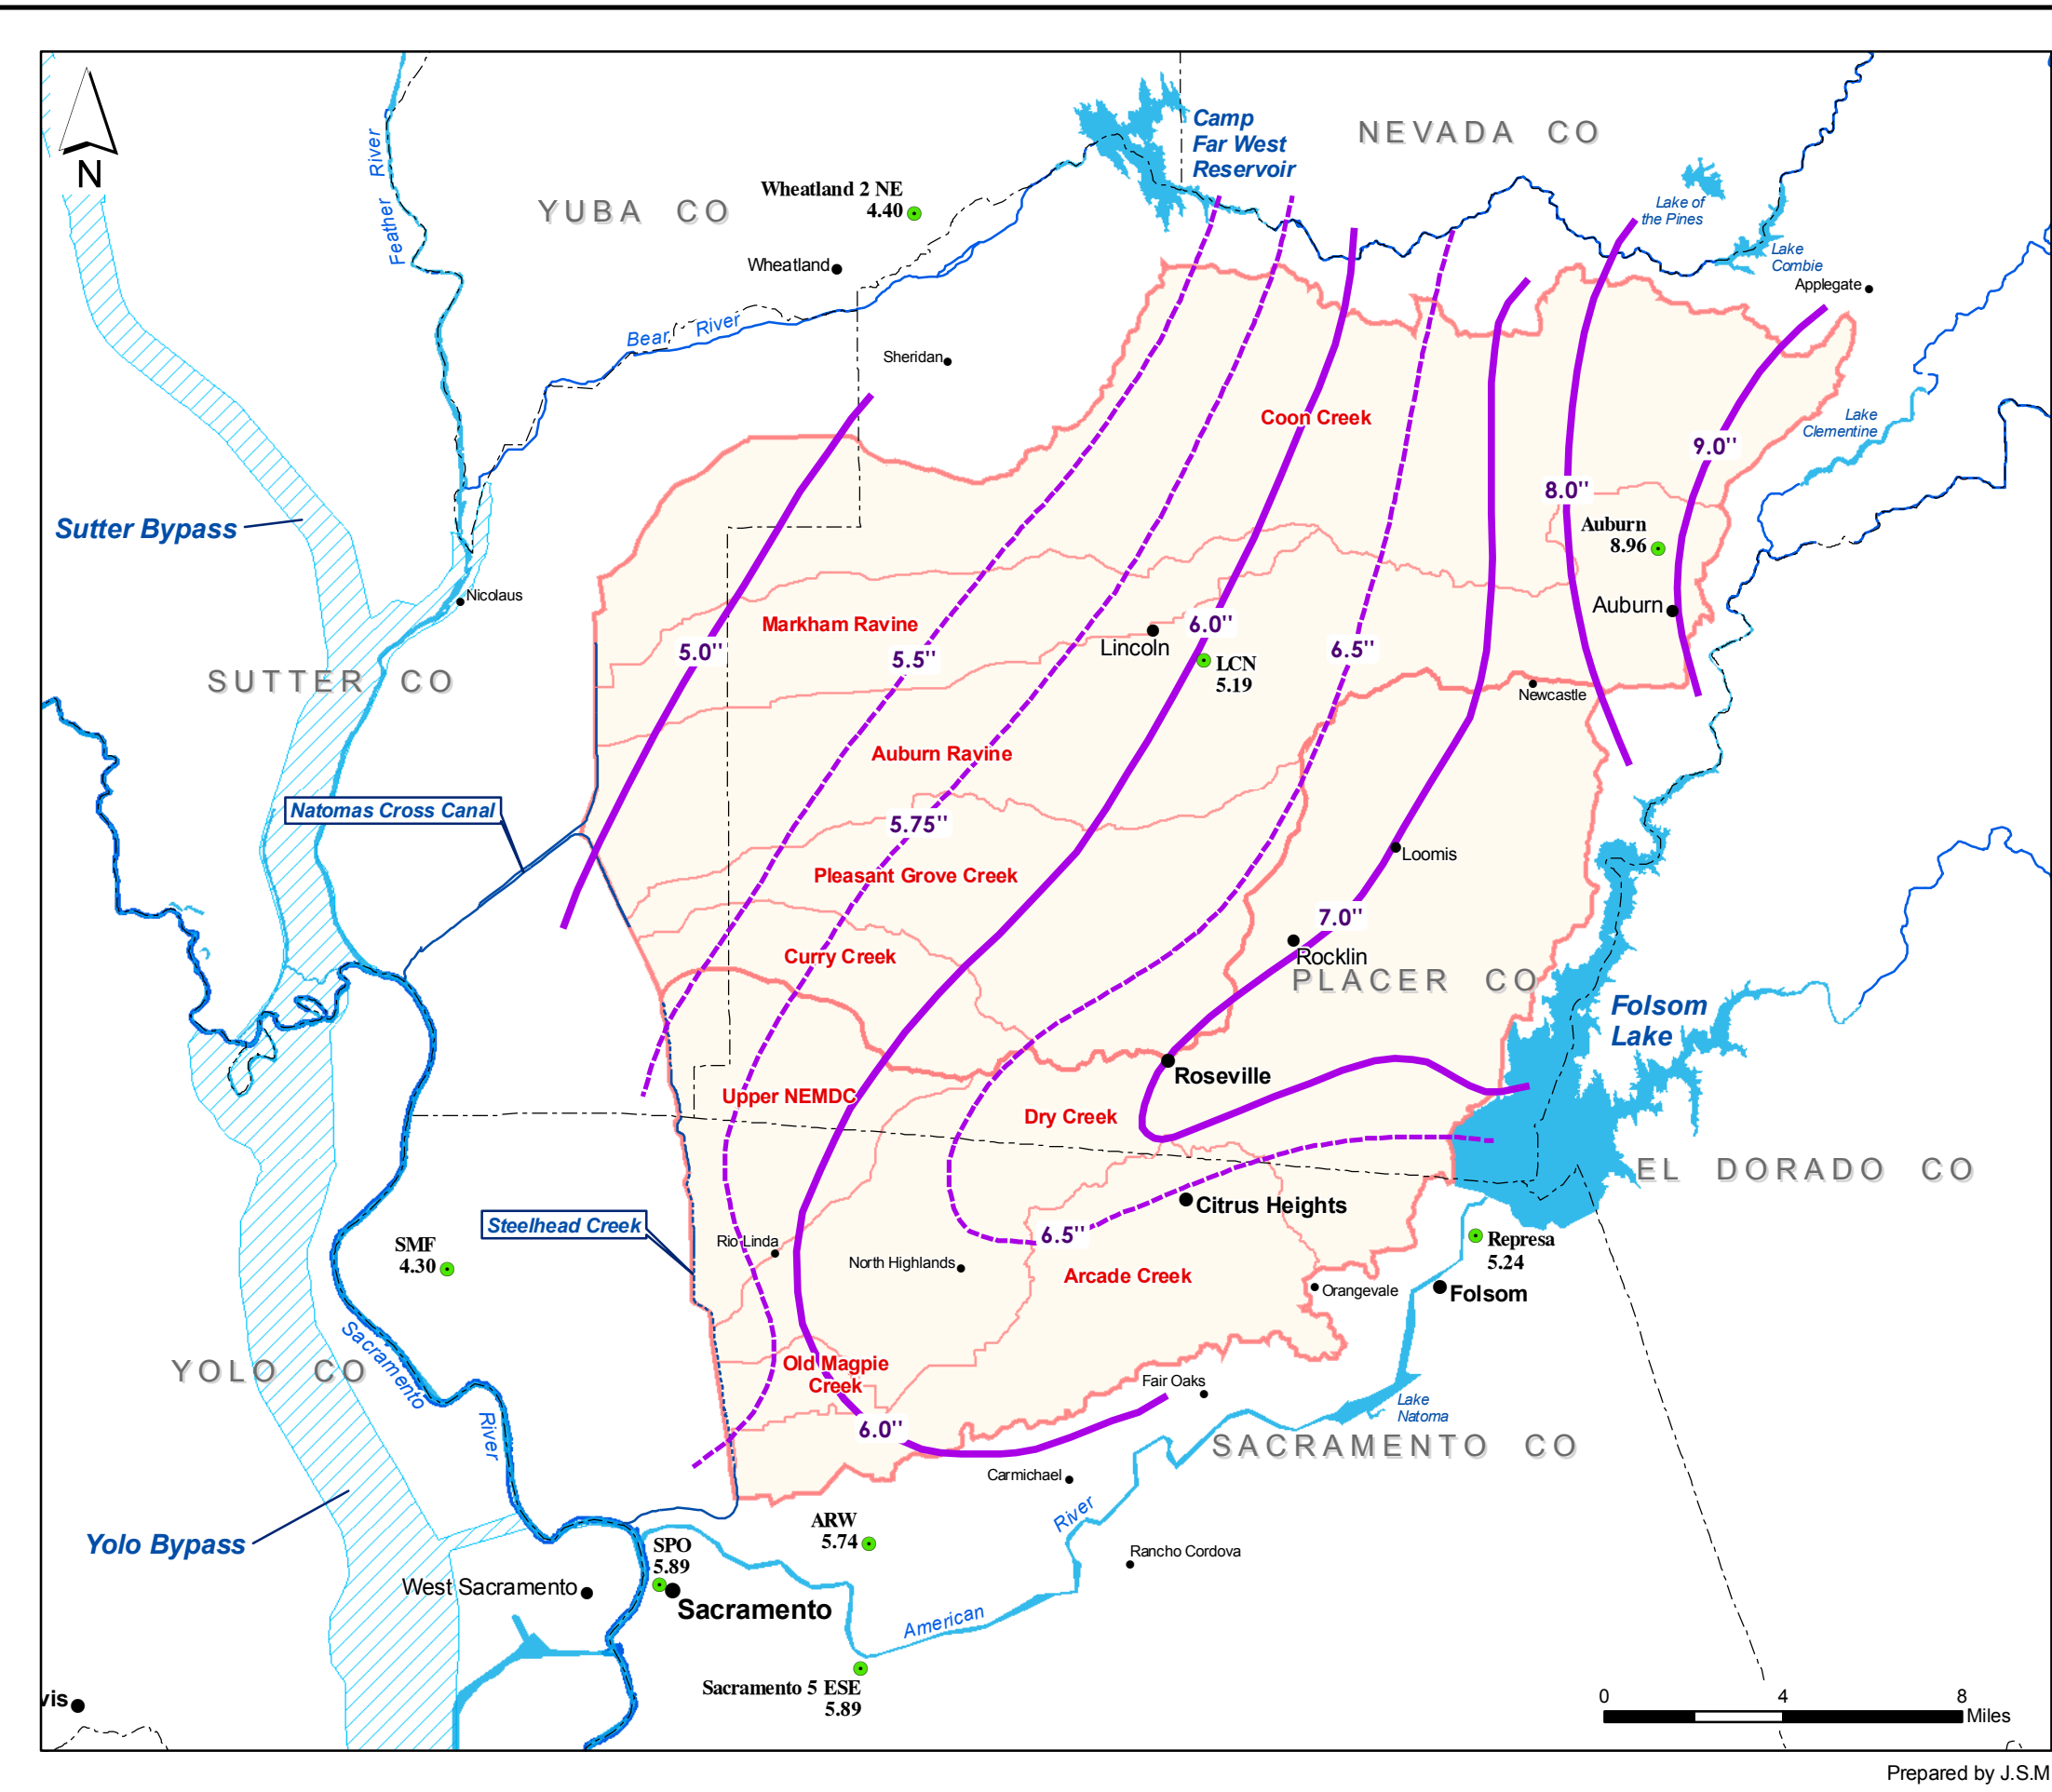 N
Camp
Far West
Reservoir
NEVADA CO
YUBA CO
Wheatland 2 NE
4.40
Feather River
Lake of
the Pines
Lake
Combie
Applegate
Wheatland
Bear River
Sheridan
Coon Creek
Lake
Clementine
9.0"
8.0"
Sutter Bypass
Auburn
8.96
Nicolaus
Auburn
Markham Ravine
6.0"
5.0"
5.5"
Lincoln
6.5"
LCN
5.19
SUTTER CO
Newcastle
Auburn Ravine
Natomas Cross Canal
5.75"
Loomis
Pleasant Grove Creek
7.0"
Curry Creek
Rocklin
PLACER CO
Folsom
Lake
Roseville
Upper NEMDC
Dry Creek
EL DORADO CO
Citrus Heights
Steelhead Creek
Rio Linda
6.5"
SMF
4.30
North Highlands
Represa
5.24
Arcade Creek
Orangevale
Folsom
Sacramento River
YOLO CO
Old Magpie
Creek
Fair Oaks
Lake
Natoma
6.0"
SACRAMENTO CO
Carmichael
River
ARW
5.74
Yolo Bypass
SPO
5.89
Rancho Cordova
West Sacramento
Sacramento
American
Sacramento 5 ESE
5.89
vis
0 4 8
Miles
Prepared by J.S.M